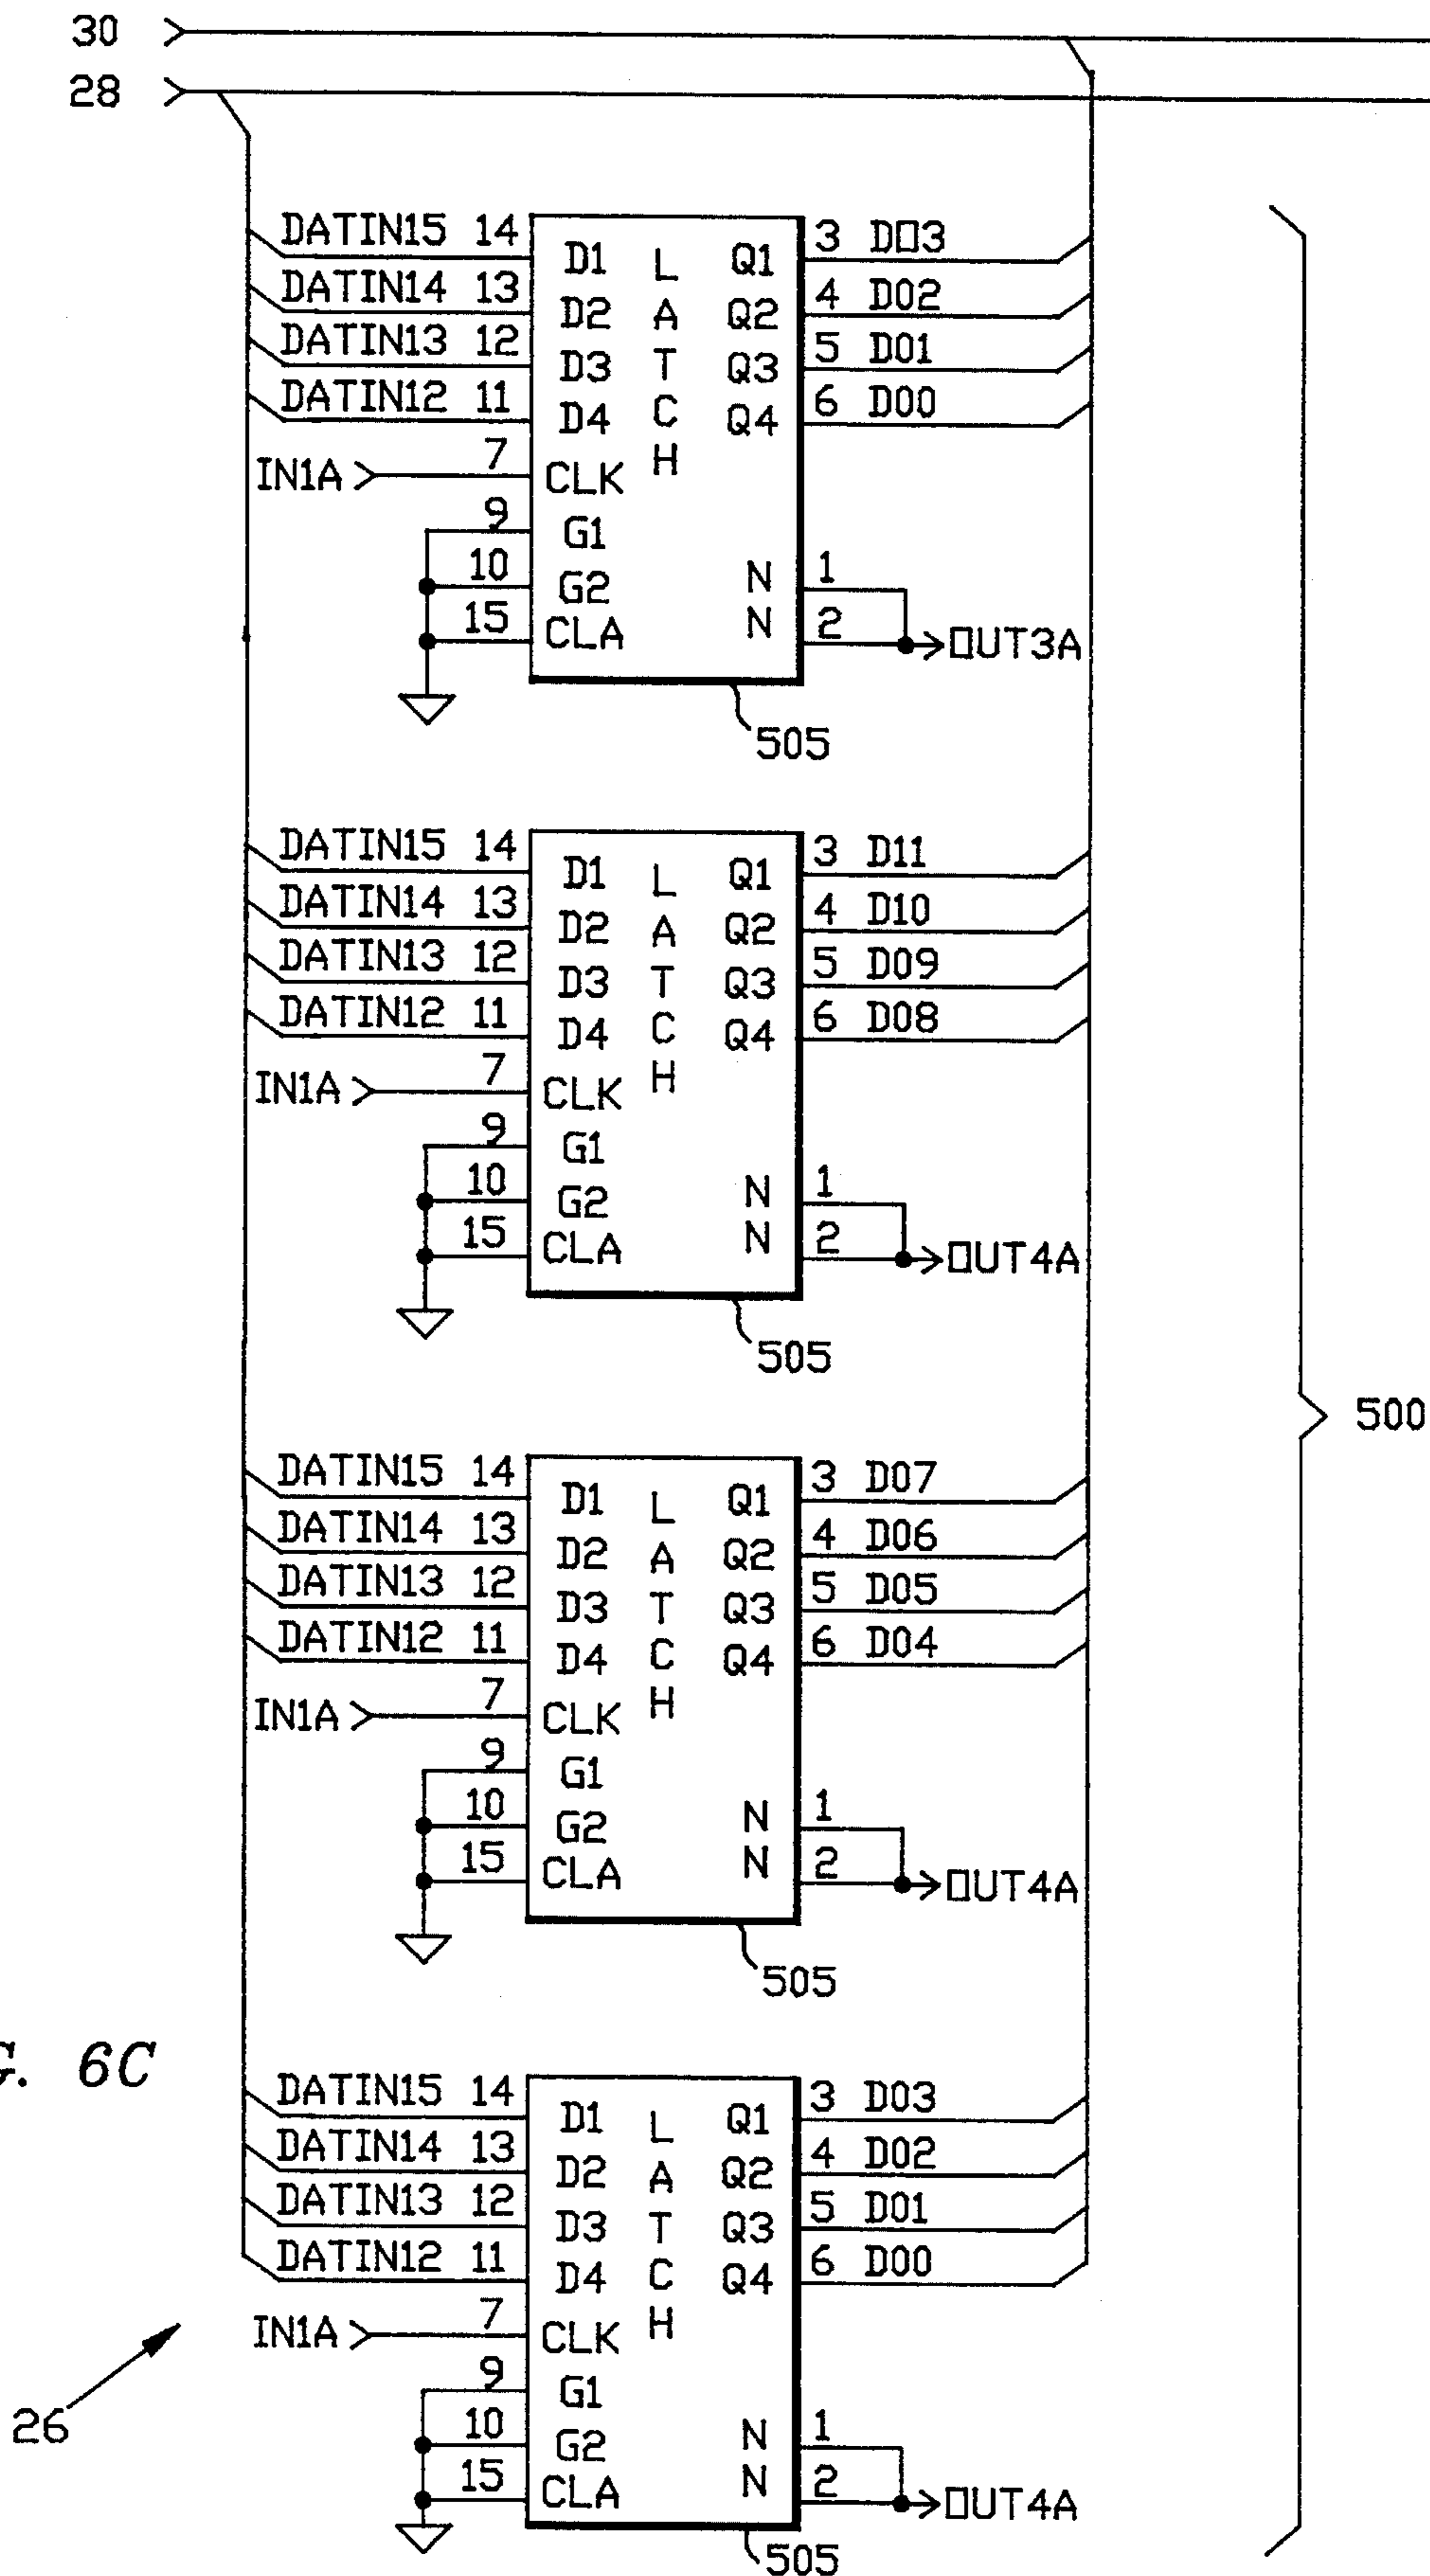 30
28
DATIN15 14 D1 L Q1 3 D03
DATIN14 13 D2 A Q2 4 D02
DATIN13 12 D3 T Q3 5 D01
DATIN12 11 D4 C Q4 6 D00
IN1A 7 CLK H
9 G1
10 G2 N 1
15 CLA N 2 OUT3A
505
DATIN15 14 D1 L Q1 3 D11
DATIN14 13 D2 A Q2 4 D10
DATIN13 12 D3 T Q3 5 D09
DATIN12 11 D4 C Q4 6 D08
IN1A 7 CLK H
9 G1
10 G2 N 1
15 CLA N 2 OUT4A
505
500
DATIN15 14 D1 L Q1 3 D07
DATIN14 13 D2 A Q2 4 D06
DATIN13 12 D3 T Q3 5 D05
DATIN12 11 D4 C Q4 6 D04
IN1A 7 CLK H
9 G1
10 G2 N 1
15 CLA N 2 OUT4A
505
G. 6C
DATIN15 14 D1 L Q1 3 D03
DATIN14 13 D2 A Q2 4 D02
DATIN13 12 D3 T Q3 5 D01
DATIN12 11 D4 C Q4 6 D00
IN1A 7 CLK H
9 G1
26
10 G2 N 1
15 CLA N 2 OUT4A
505